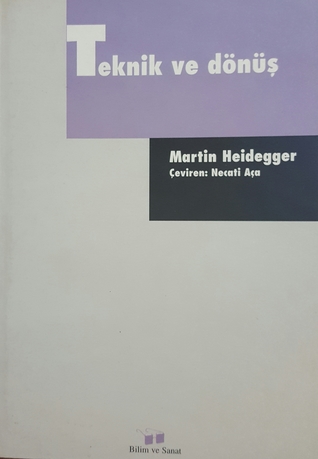 Teknik ve dönüş
Martin Heidegger
Çeviren: Necati Aça
Bilim ve Sanat